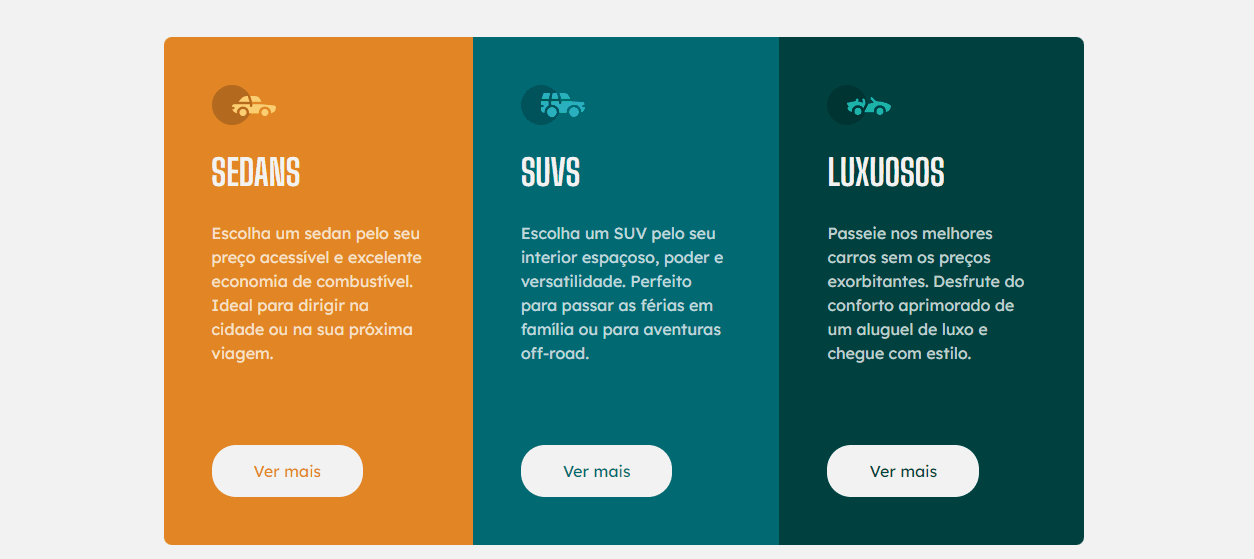 SEDANS
Escolha um sedan pelo seu
preço acessível e excelente
economia de combustível.
Ideal para dirigir na
cidade ou na sua próxima
viagem.
Ver mais
SUVS
Escolha um SUV pelo seu
interior espaçoso, poder e
versatilidade. Perfeito
para passar as férias em
família ou para aventuras
off-road.
Ver mais
LUXUOSOS
Passeie nos melhores
carros sem os preços
exorbitantes. Desfrute do
conforto aprimorado de
um aluguel de luxo e
chegue com estilo.
Ver mais